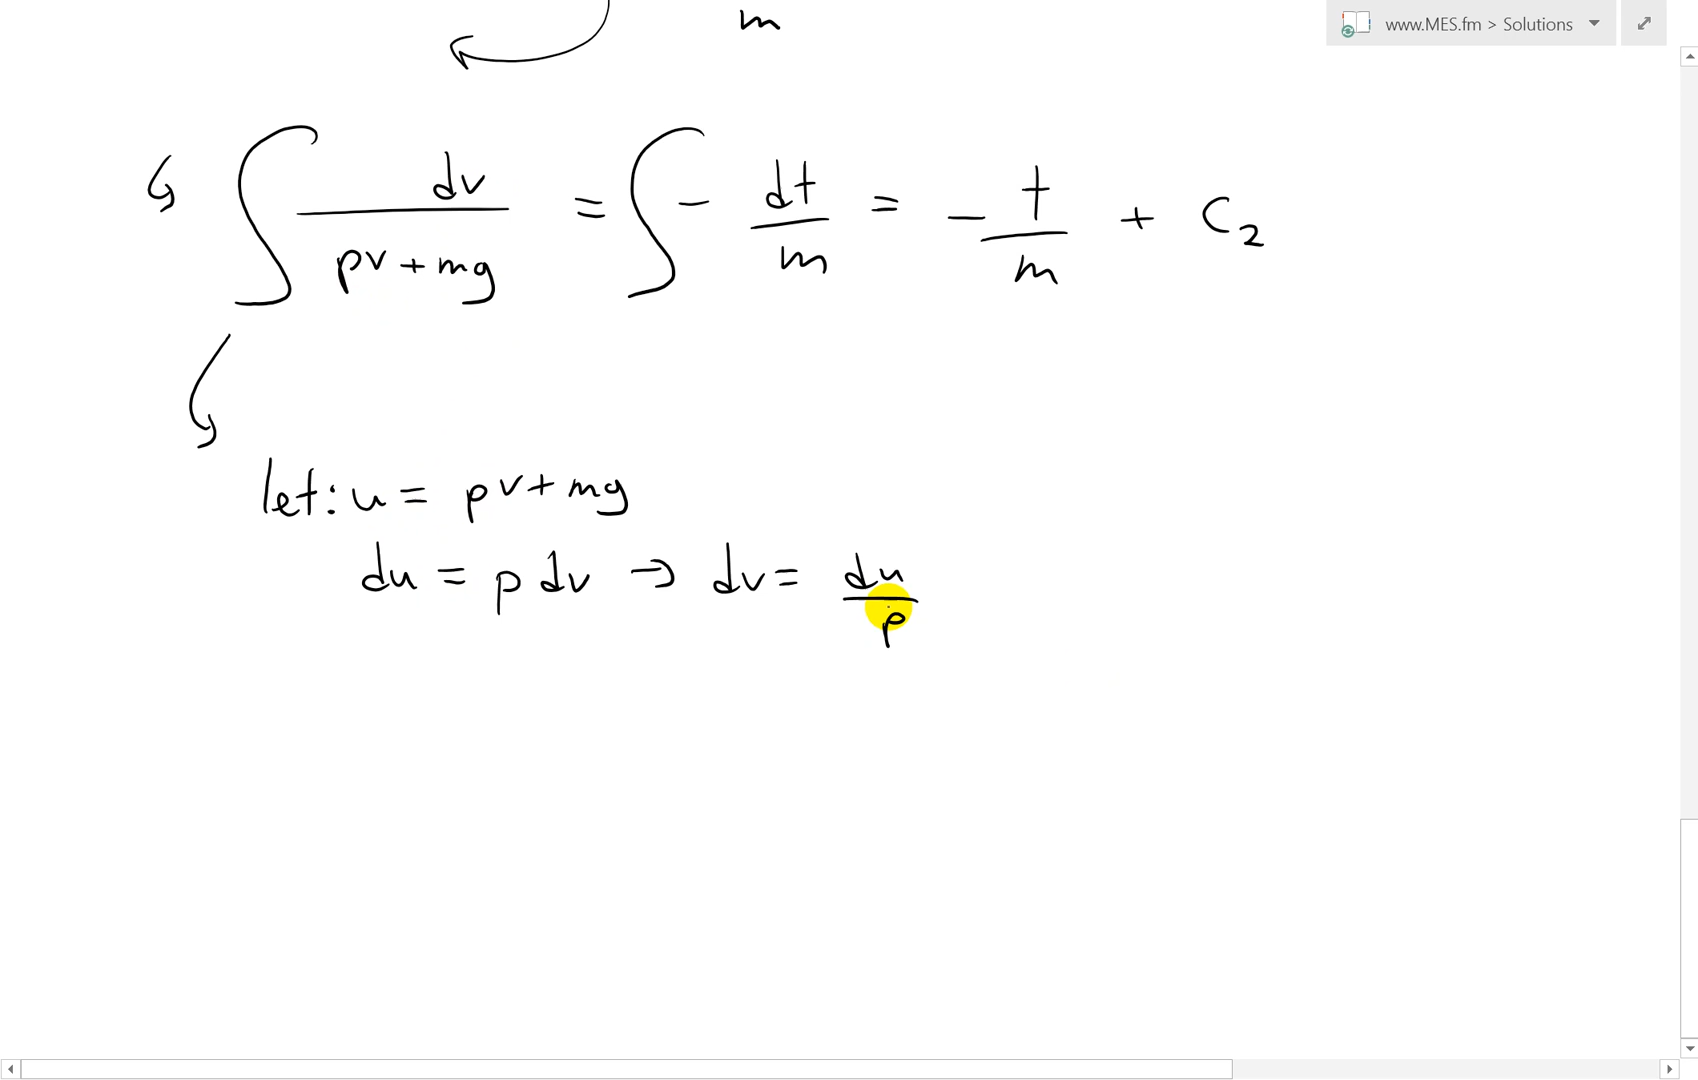 m
www.MES.fm > Solutions
∫ dv/(pv+mg) = ∫ - dt/m = - t/m + C₂
let: u = pv+mg
du = p dv → dv = du/p